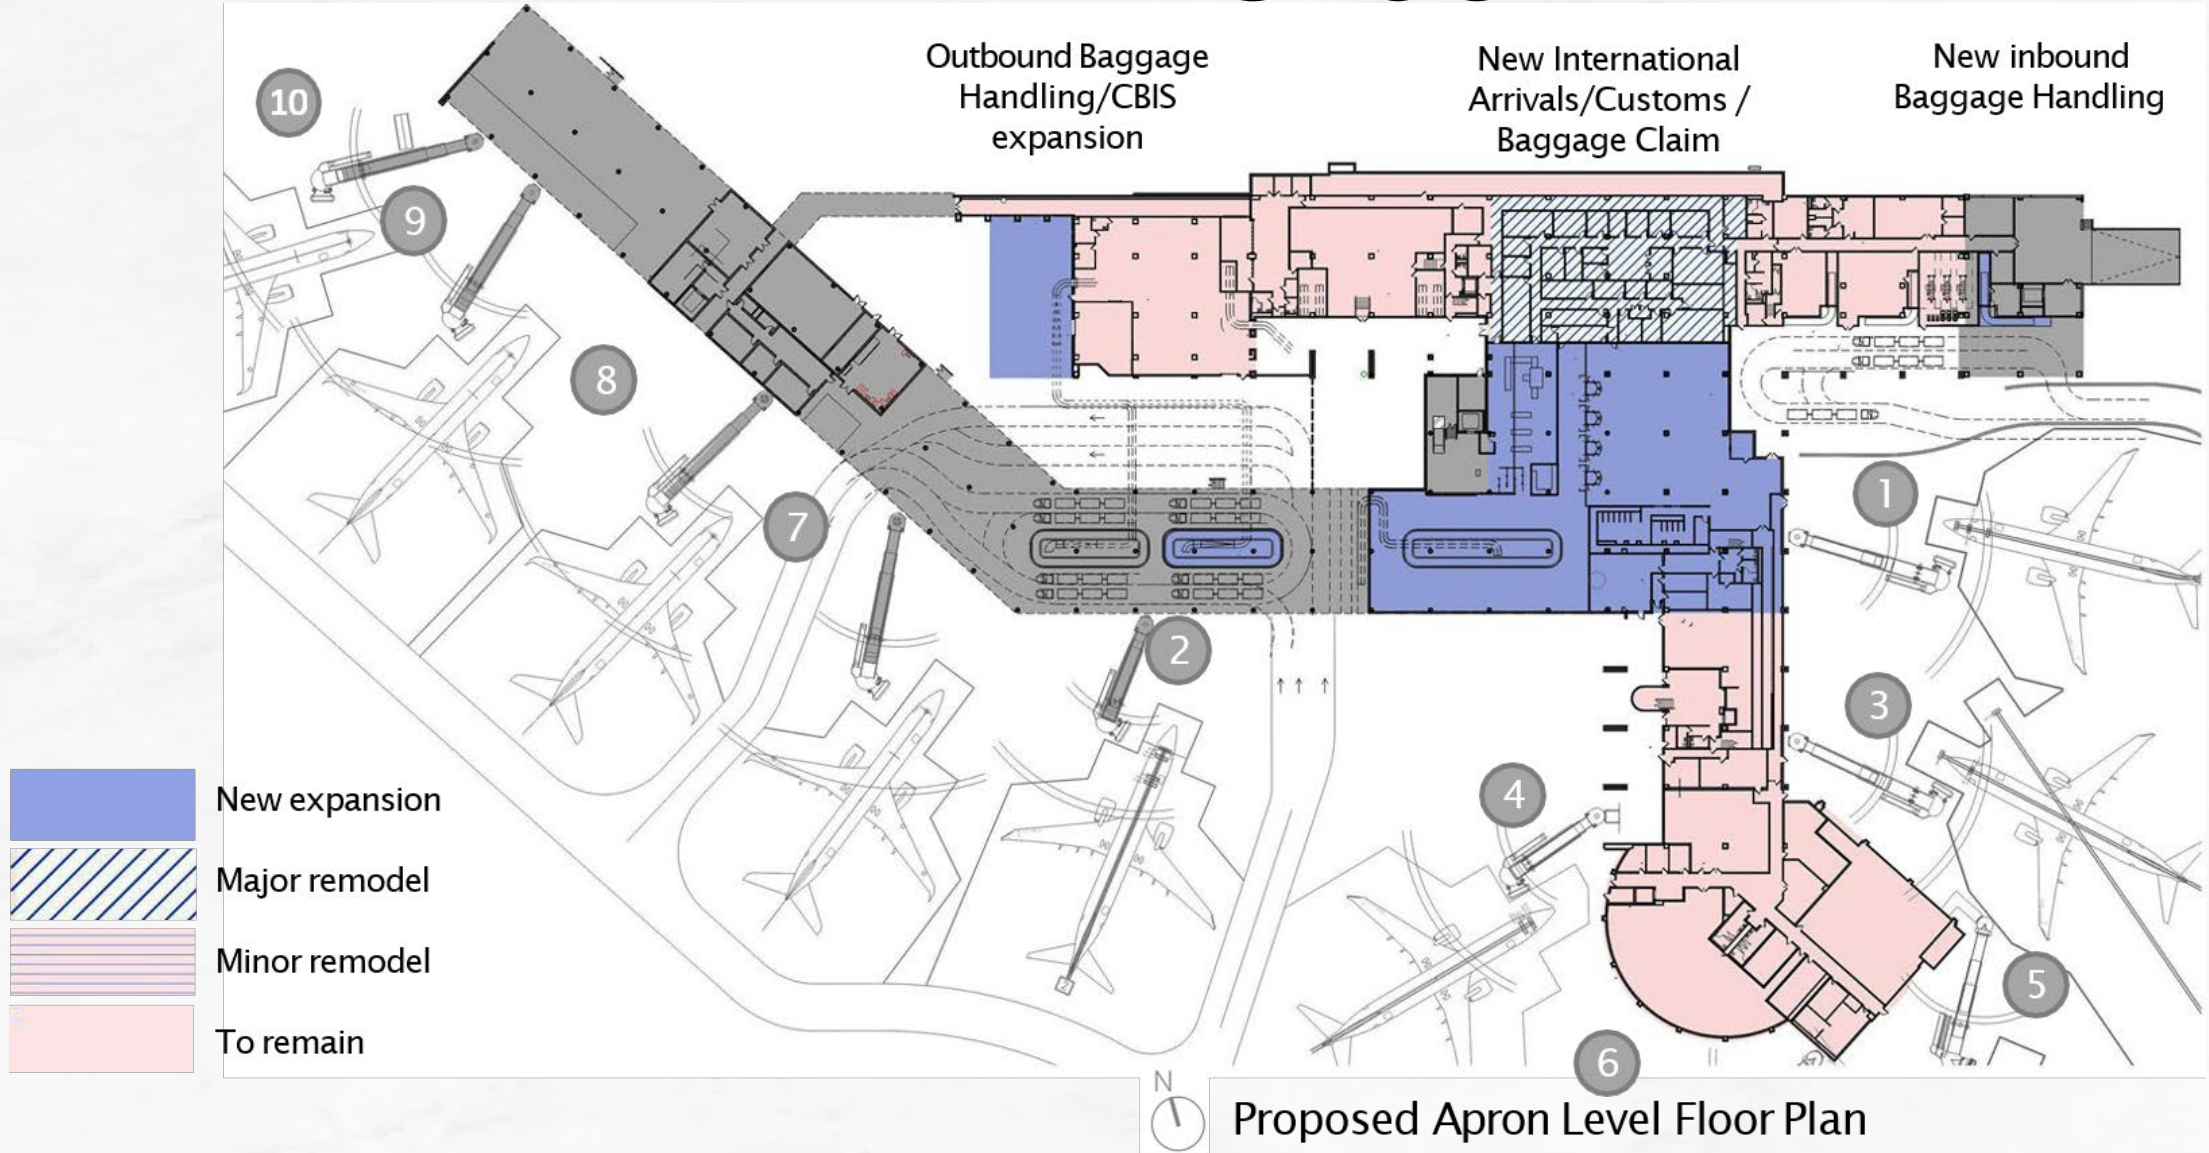 Outbound Baggage
Handling/CBIS
expansion
New International
Arrivals/Customs /
Baggage Claim
New inbound
Baggage Handling
10
9
8
7
2
1
3
4
5
6
New expansion
Major remodel
Minor remodel
To remain
N
Proposed Apron Level Floor Plan